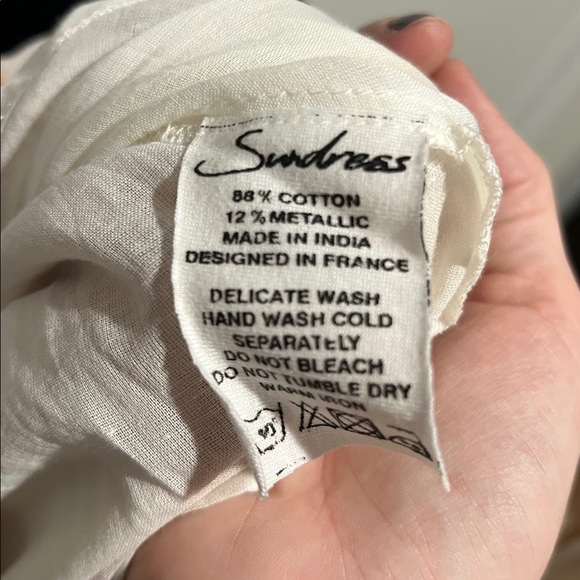 Sundress
88% COTTON
12% METALLIC
MADE IN INDIA
DESIGNED IN FRANCE
DELICATE WASH
HAND WASH COLD
SEPARATELY
DO NOT BLEACH
DO NOT TUMBLE DRY
WARM IRON